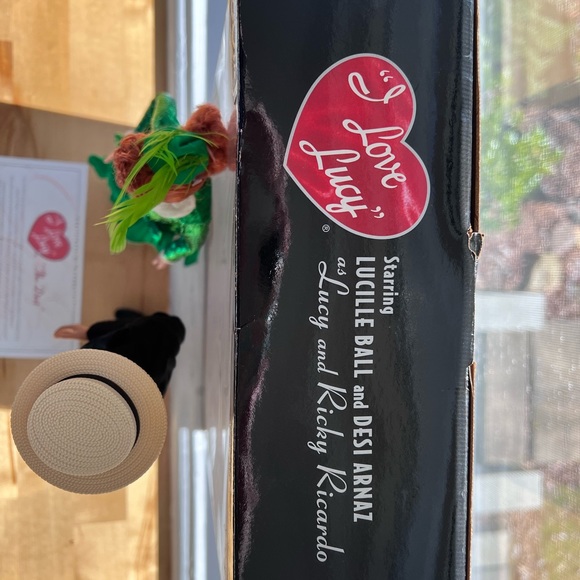 "I Love
Lucy"
®
Starring
LUCILLE BALL and DESI ARNAZ
as Lucy and Ricky Ricardo